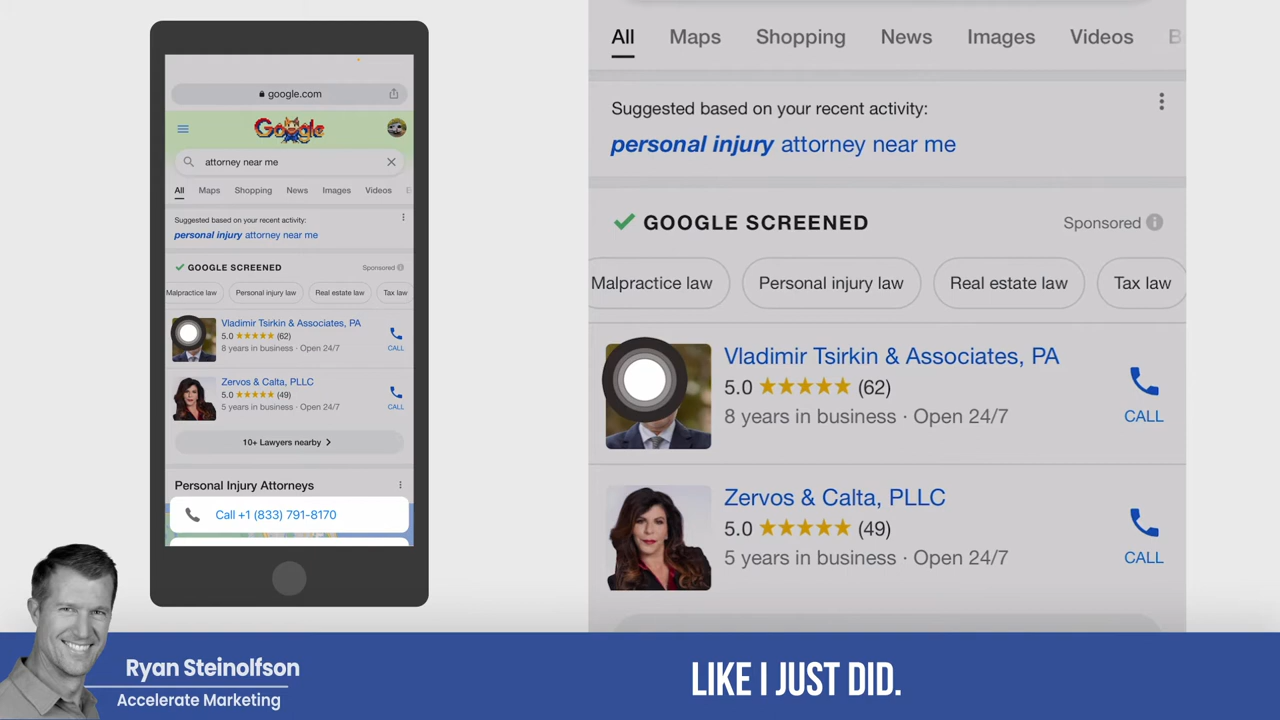 google.com
Google
attorney near me
All Maps Shopping News Images Videos B
Suggested based on your recent activity:
personal injury attorney near me
GOOGLE SCREENED Sponsored
Malpractice law Personal injury law Real estate law Tax law
Vladimir Tsirkin & Associates, PA
5.0 ★★★★★ (62)
8 years in business · Open 24/7
CALL
Zervos & Calta, PLLC
5.0 ★★★★★ (49)
5 years in business · Open 24/7
CALL
10+ Lawyers nearby >
Personal Injury Attorneys
Call +1 (833) 791-8170
All Maps Shopping News Images Videos B
Suggested based on your recent activity:
personal injury attorney near me
GOOGLE SCREENED Sponsored
Malpractice law Personal injury law Real estate law Tax law
Vladimir Tsirkin & Associates, PA
5.0 ★★★★★ (62)
8 years in business · Open 24/7
CALL
Zervos & Calta, PLLC
5.0 ★★★★★ (49)
5 years in business · Open 24/7
CALL
Ryan Steinolfson
Accelerate Marketing
LIKE I JUST DID.